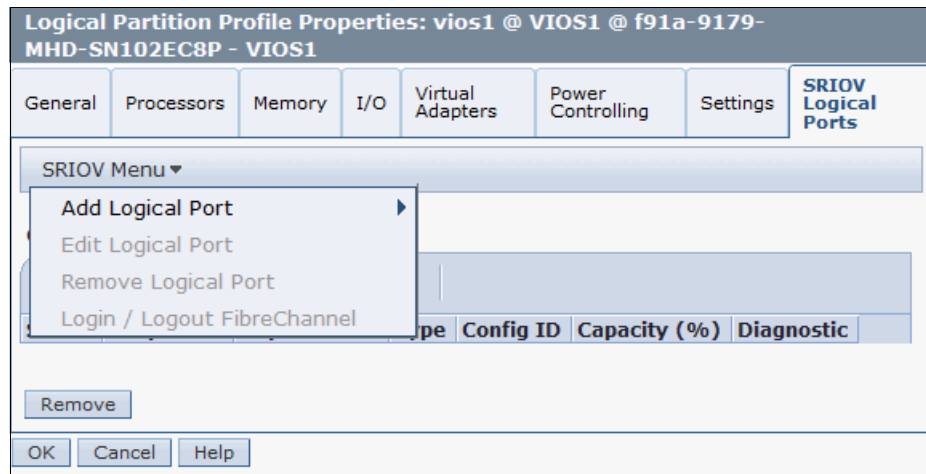 Logical Partition Profile Properties: vios1 @ VIOS1 @ f91a-9179-
MHD-SN102EC8P - VIOS1
General Processors Memory I/O Virtual Adapters Power Controlling Settings SRIOV Logical Ports
SRIOV Menu
Add Logical Port
Edit Logical Port
Remove Logical Port
Login / Logout FibreChannel
Config ID Capacity (%) Diagnostic
Remove
OK Cancel Help